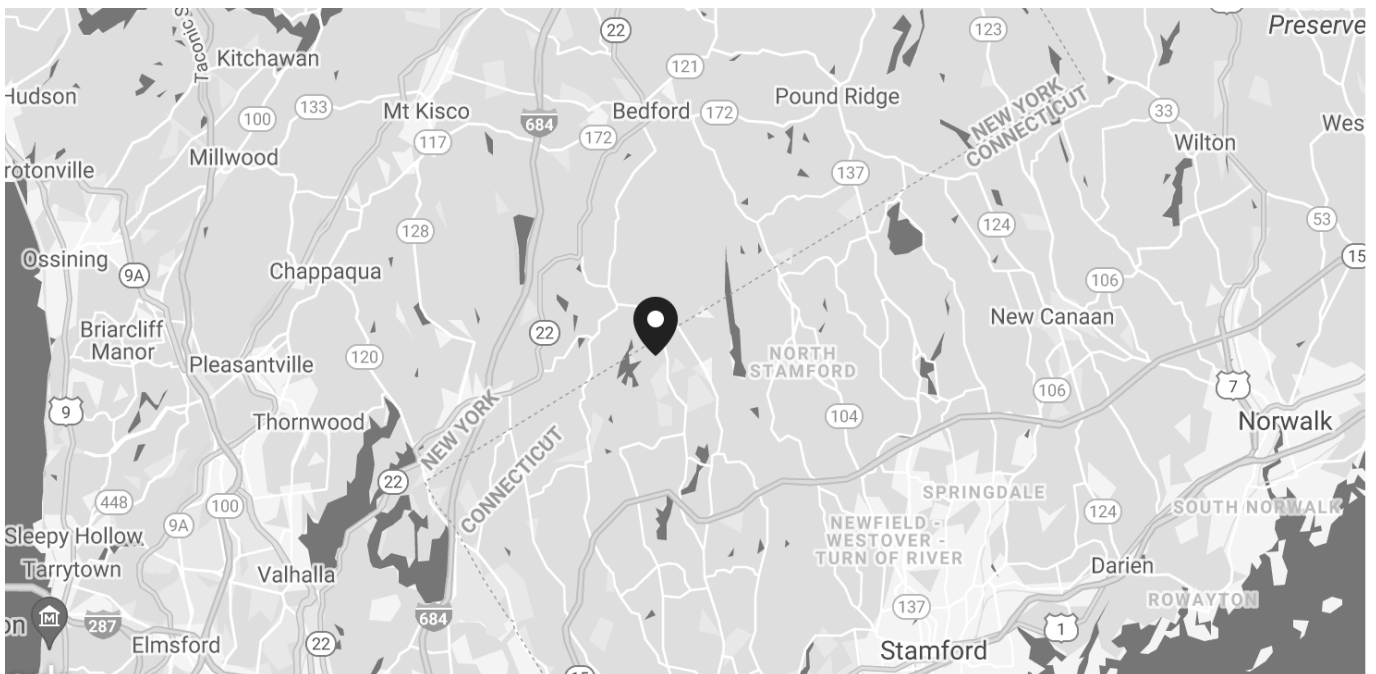 Taconic S
22
123
Preserve
Kitchawan
121
Hudson
133
100
Mt Kisco
684
Bedford
172
Pound Ridge
NEW YORK
CONNECTICUT
33
Wes
117
172
Wilton
Millwood
rotonville
137
128
124
53
Ossining
9A
Chappaqua
15
106
Briarcliff
Manor
22
New Canaan
120
Pleasantville
NORTH
STAMFORD
7
106
9
Thornwood
NEW YORK
CONNECTICUT
104
Norwalk
22
448
100
9A
SPRINGDALE
124
SOUTH NORWALK
Sleepy Hollow
NEWFIELD -
WESTOVER -
TURN OF RIVER
Tarrytown
Valhalla
Darien
ROWAYTON
on
M
287
684
137
1
Elmsford
22
Stamford